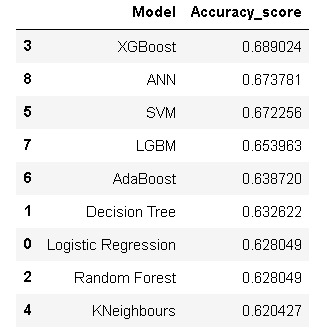 Model Accuracy_score
3 XGBoost 0.689024
8 ANN 0.673781
5 SVM 0.672256
7 LGBM 0.653963
6 AdaBoost 0.638720
1 Decision Tree 0.632622
0 Logistic Regression 0.628049
2 Random Forest 0.628049
4 KNeighbours 0.620427